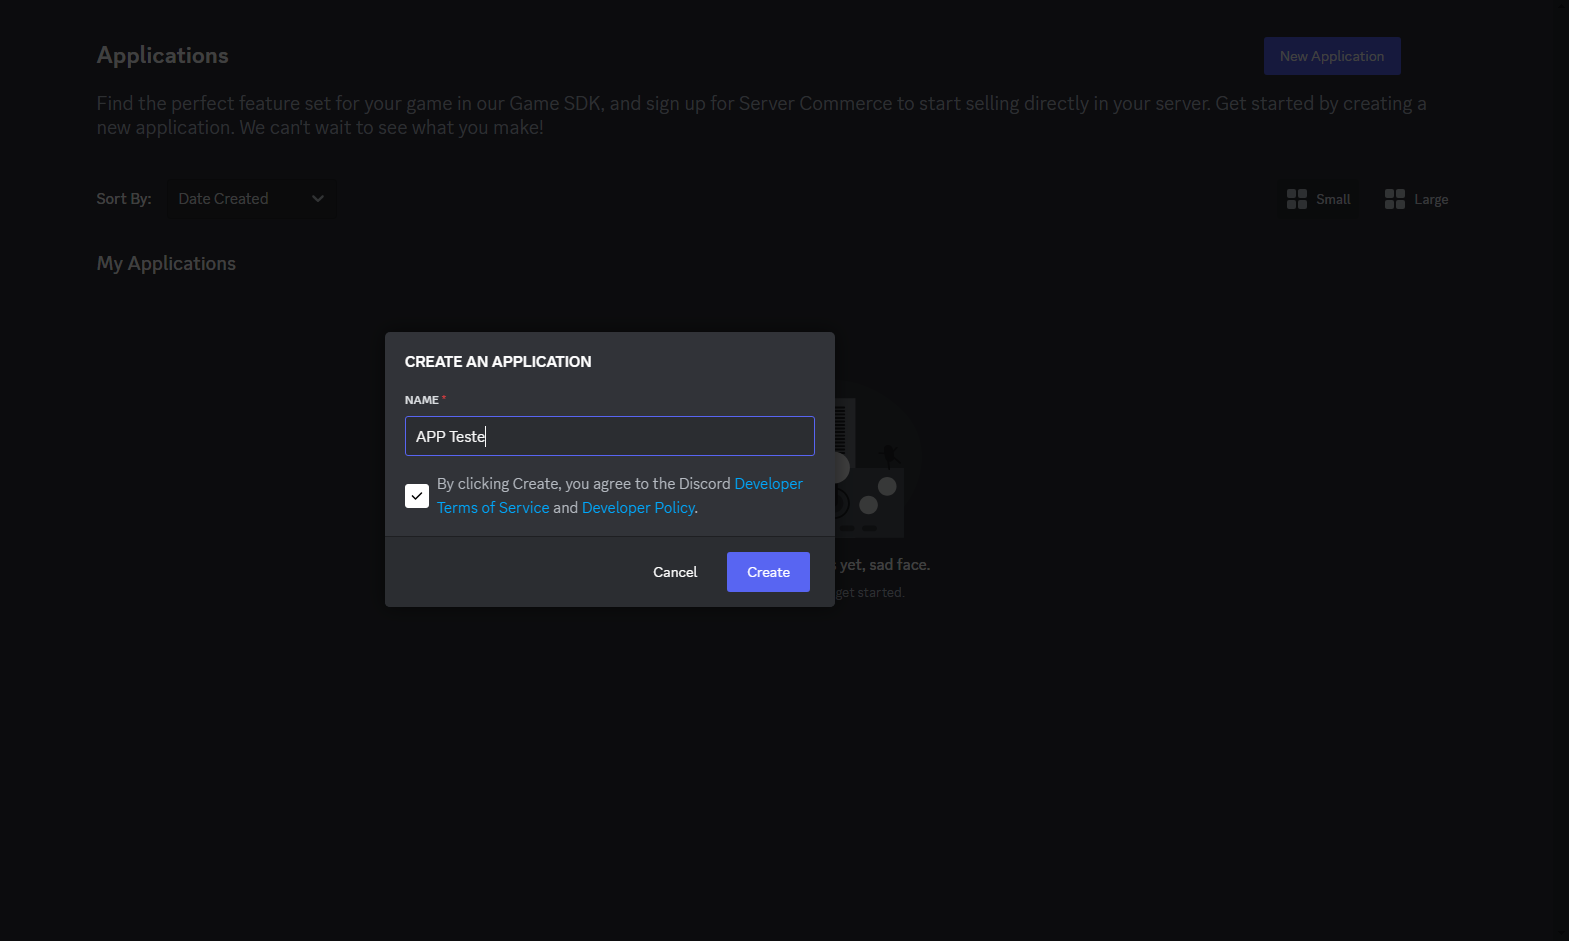 Applications
New Application
Find the perfect feature set for your game in our Game SDK, and sign up for Server Commerce to start selling directly in your server. Get started by creating a
new application. We can't wait to see what you make!
Sort By:
Date Created
Small
Large
My Applications
CREATE AN APPLICATION
NAME *
APP Teste
By clicking Create, you agree to the Discord Developer
Terms of Service and Developer Policy.
Cancel
Create
yet, sad face.
get started.